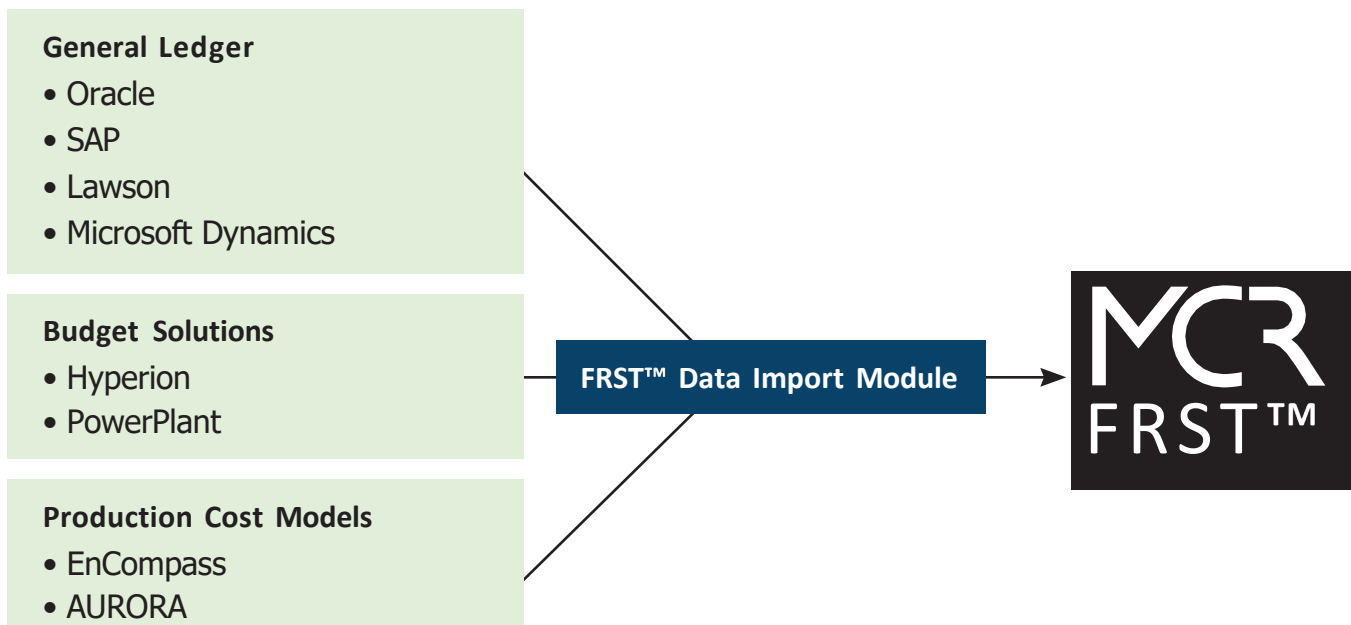 General Ledger
• Oracle
• SAP
• Lawson
• Microsoft Dynamics
Budget Solutions
• Hyperion
• PowerPlant
Production Cost Models
• EnCompass
• AURORA
FRST™ Data Import Module
MCR
FRST™